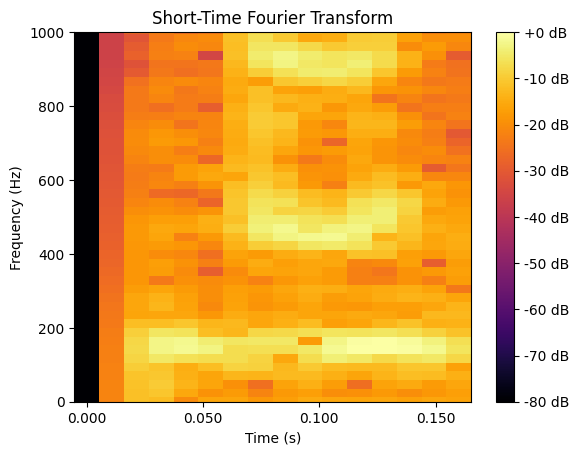 Short-Time Fourier Transform
1000
800
600
400
200
0
Frequency (Hz)
0.000
0.050
0.100
0.150
Time (s)
+0 dB
-10 dB
-20 dB
-30 dB
-40 dB
-50 dB
-60 dB
-70 dB
-80 dB